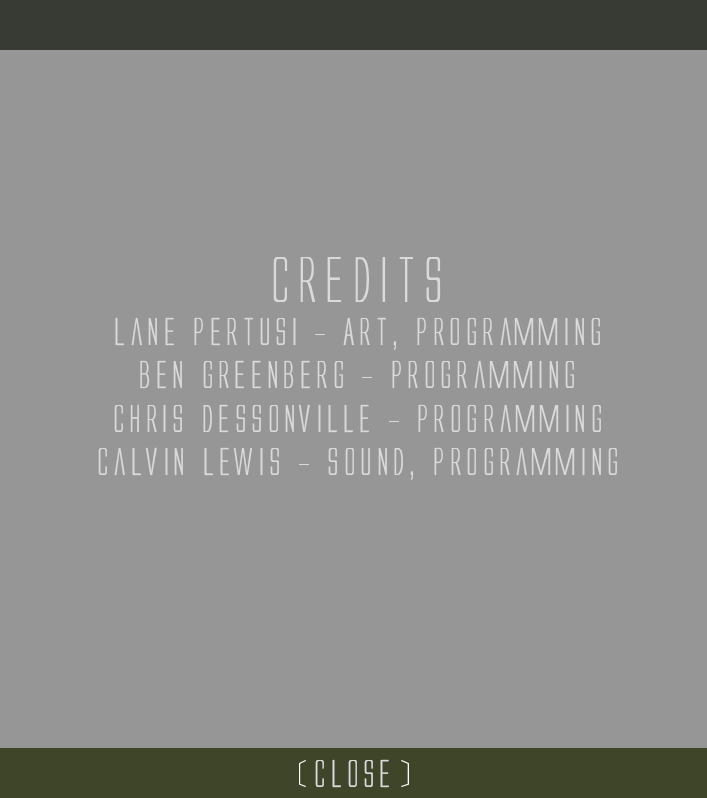 CREDITS
LANE PERTUSI - ART, PROGRAMMING
BEN GREENBERG - PROGRAMMING
CHRIS DESSONVILLE - PROGRAMMING
CALVIN LEWIS - SOUND, PROGRAMMING
[CLOSE]